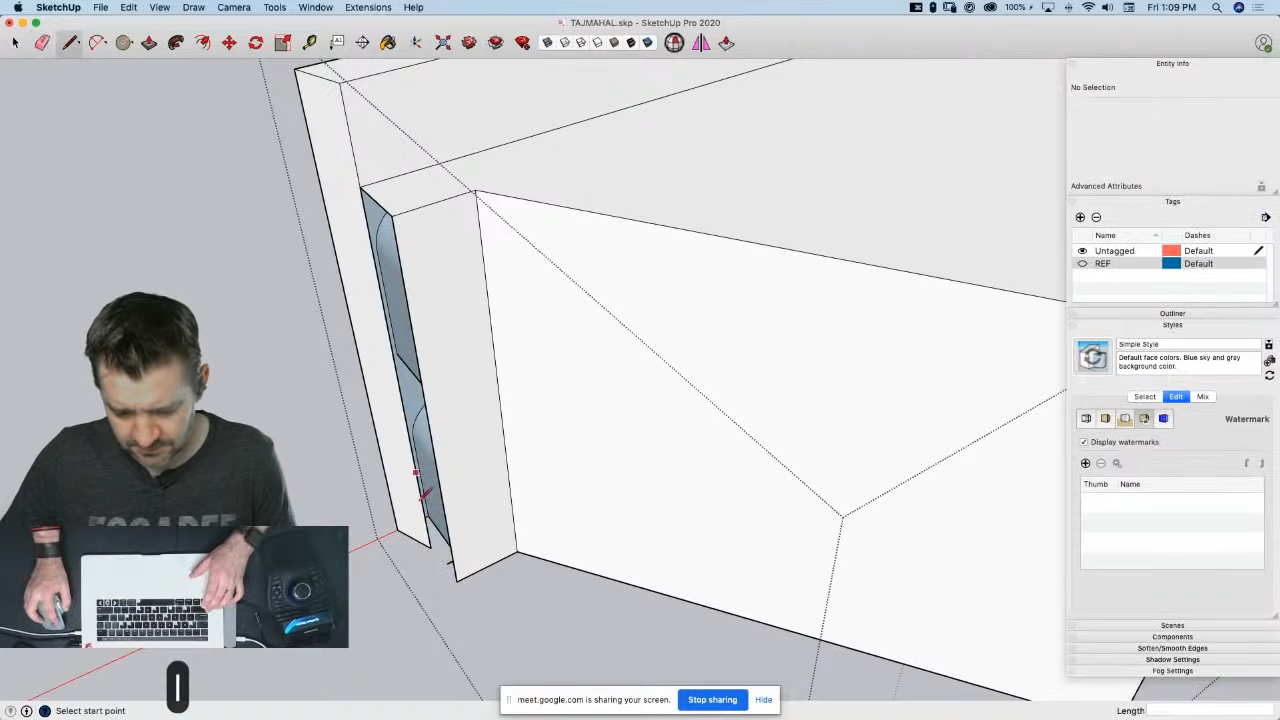 SketchUp File Edit View Draw Camera Tools Window Extensions Help 100% Fri 1:09 PM
TAJMAHAL.skp - SketchUp Pro 2020
Entity Info
No Selection
Advanced Attributes
Tags
Name Dashes
Untagged Default
REF Default
Outliner
Styles
Simple Style
Default face colors. Blue sky and gray
background color.
Select Edit Mix
Watermark
Display watermarks
Thumb Name
Scenes
Components
Soften/Smooth Edges
Shadow Settings
Fog Settings
l
meet.google.com is sharing your screen. Stop sharing Hide
Select start point
Length